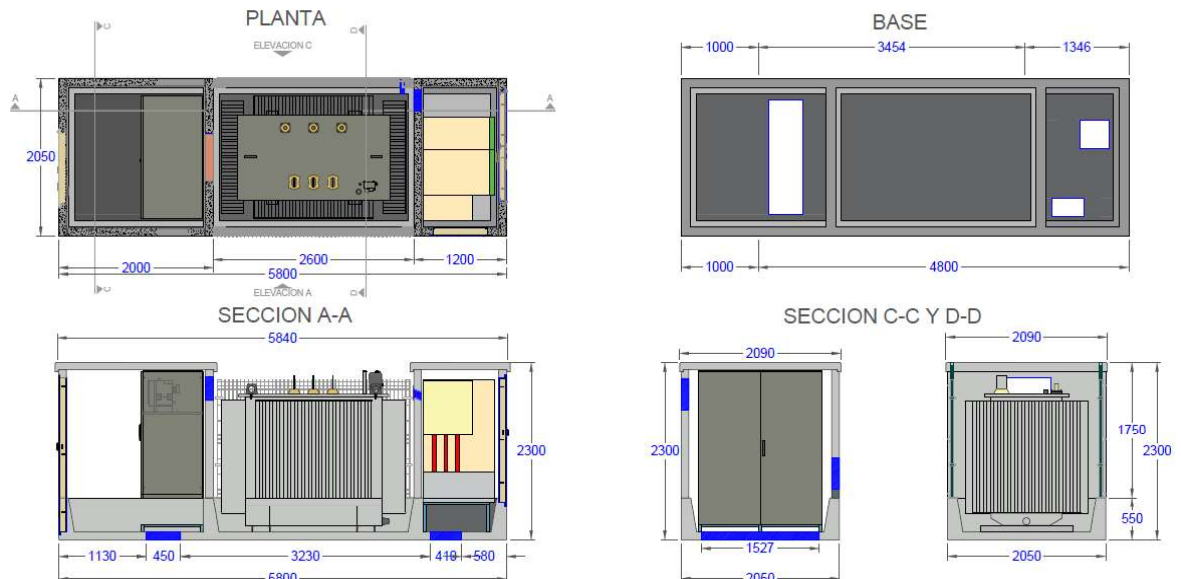 PLANTA
C
D
ELEVACION C
A
A
2050
2000
2600
1200
5800
C
ELEVACION A
D
BASE
1000
3454
1346
1000
4800
SECCION A-A
5840
2300
1130
450
3230
580
5800
SECCION C-C Y D-D
2090
2300
1527
2050
2090
1750
2300
550
2050